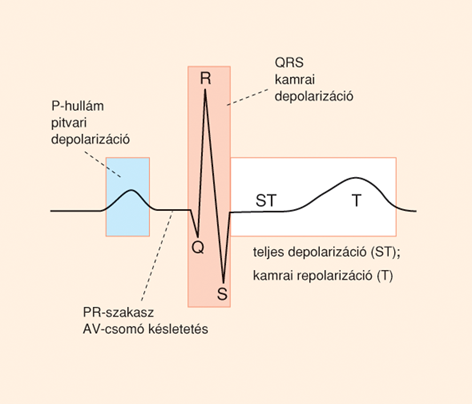 QRS
kamrai
depolarizáció
R
P-hullám
pitvari
depolarizáció
ST
T
Q
S
teljes depolarizáció (ST);
kamrai repolarizáció (T)
PR-szakasz
AV-csomó késletetés